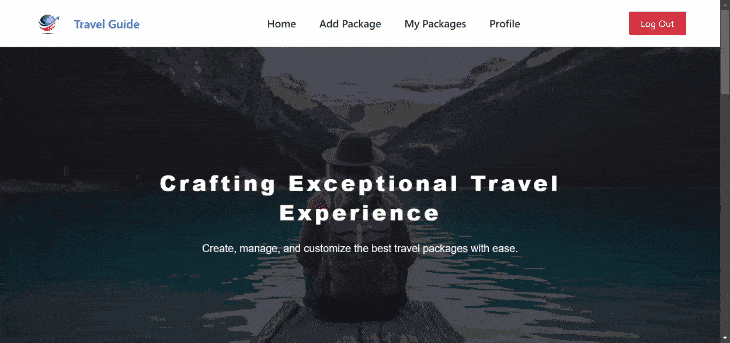 Travel Guide
Home
Add Package
My Packages
Profile
Log Out
Crafting Exceptional Travel
Experience
Create, manage, and customize the best travel packages with ease.